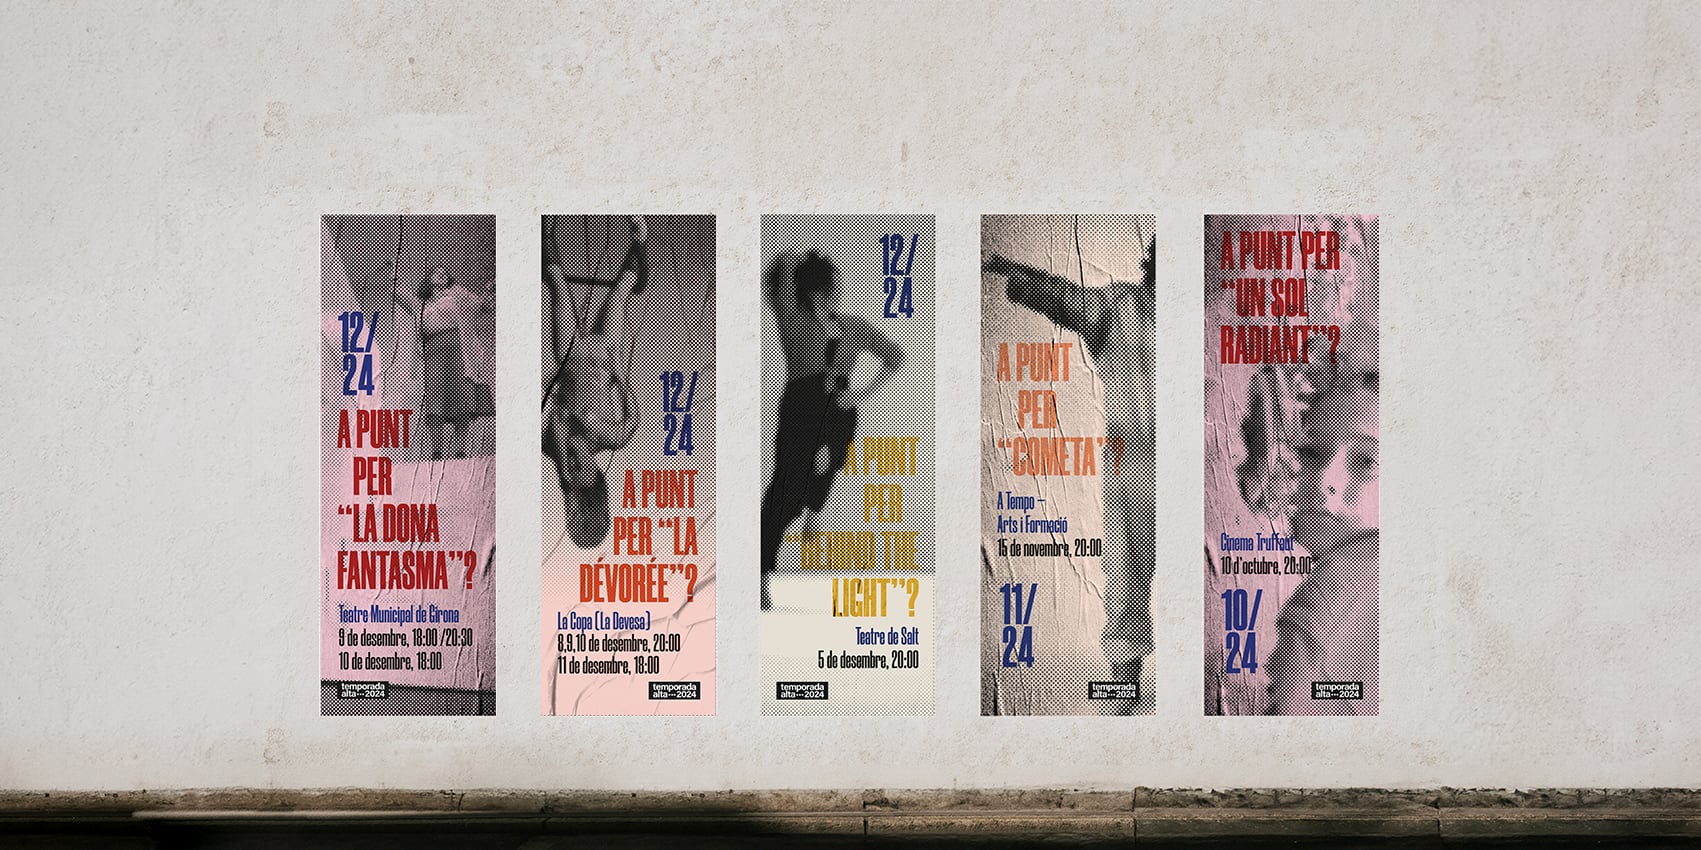 12/
24
A PUNT
PER
“LA DONA
FANTASMA”?
Teatre Municipal de Girona
9 de desembre, 18:00 /20:30
10 de desembre, 18:00
temporada
alta···2024
12/
24
A PUNT
PER “LA
DÉVORÉE”?
La Copa (La Devesa)
8,9,10 de desembre, 20:00
11 de desembre, 18:00
temporada
alta···2024
12/
24
A PUNT
PER
“BEHIND THE
LIGHT”?
Teatre de Salt
5 de desembre, 20:00
temporada
alta···2024
A PUNT
PER
“COMETA”?
A Tempo –
Arts i Formació
15 de novembre, 20:00
11/
24
temporada
alta···2024
A PUNT PER
“UN SOL
RADIANT”?
Cinema Truffaut
10 d’octubre, 20:00
10/
24
temporada
alta···2024